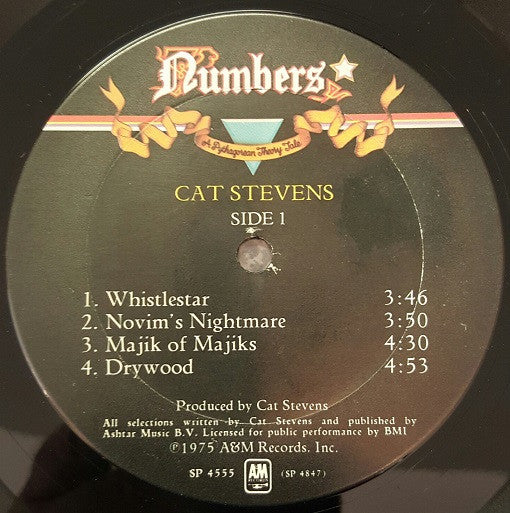 Numbers
A Pythagorean Theory Tale
CAT STEVENS
SIDE 1
1. Whistlestar 3:46
2. Novim's Nightmare 3:50
3. Majik of Majiks 4:30
4. Drywood 4:53
Produced by Cat Stevens
All selections written by Cat Stevens and published by
Ashtar Music B.V. Licensed for public performance by BMI
℗1975 A&M Records, Inc.
SP 4555 AM RECORDS (SP 4847)